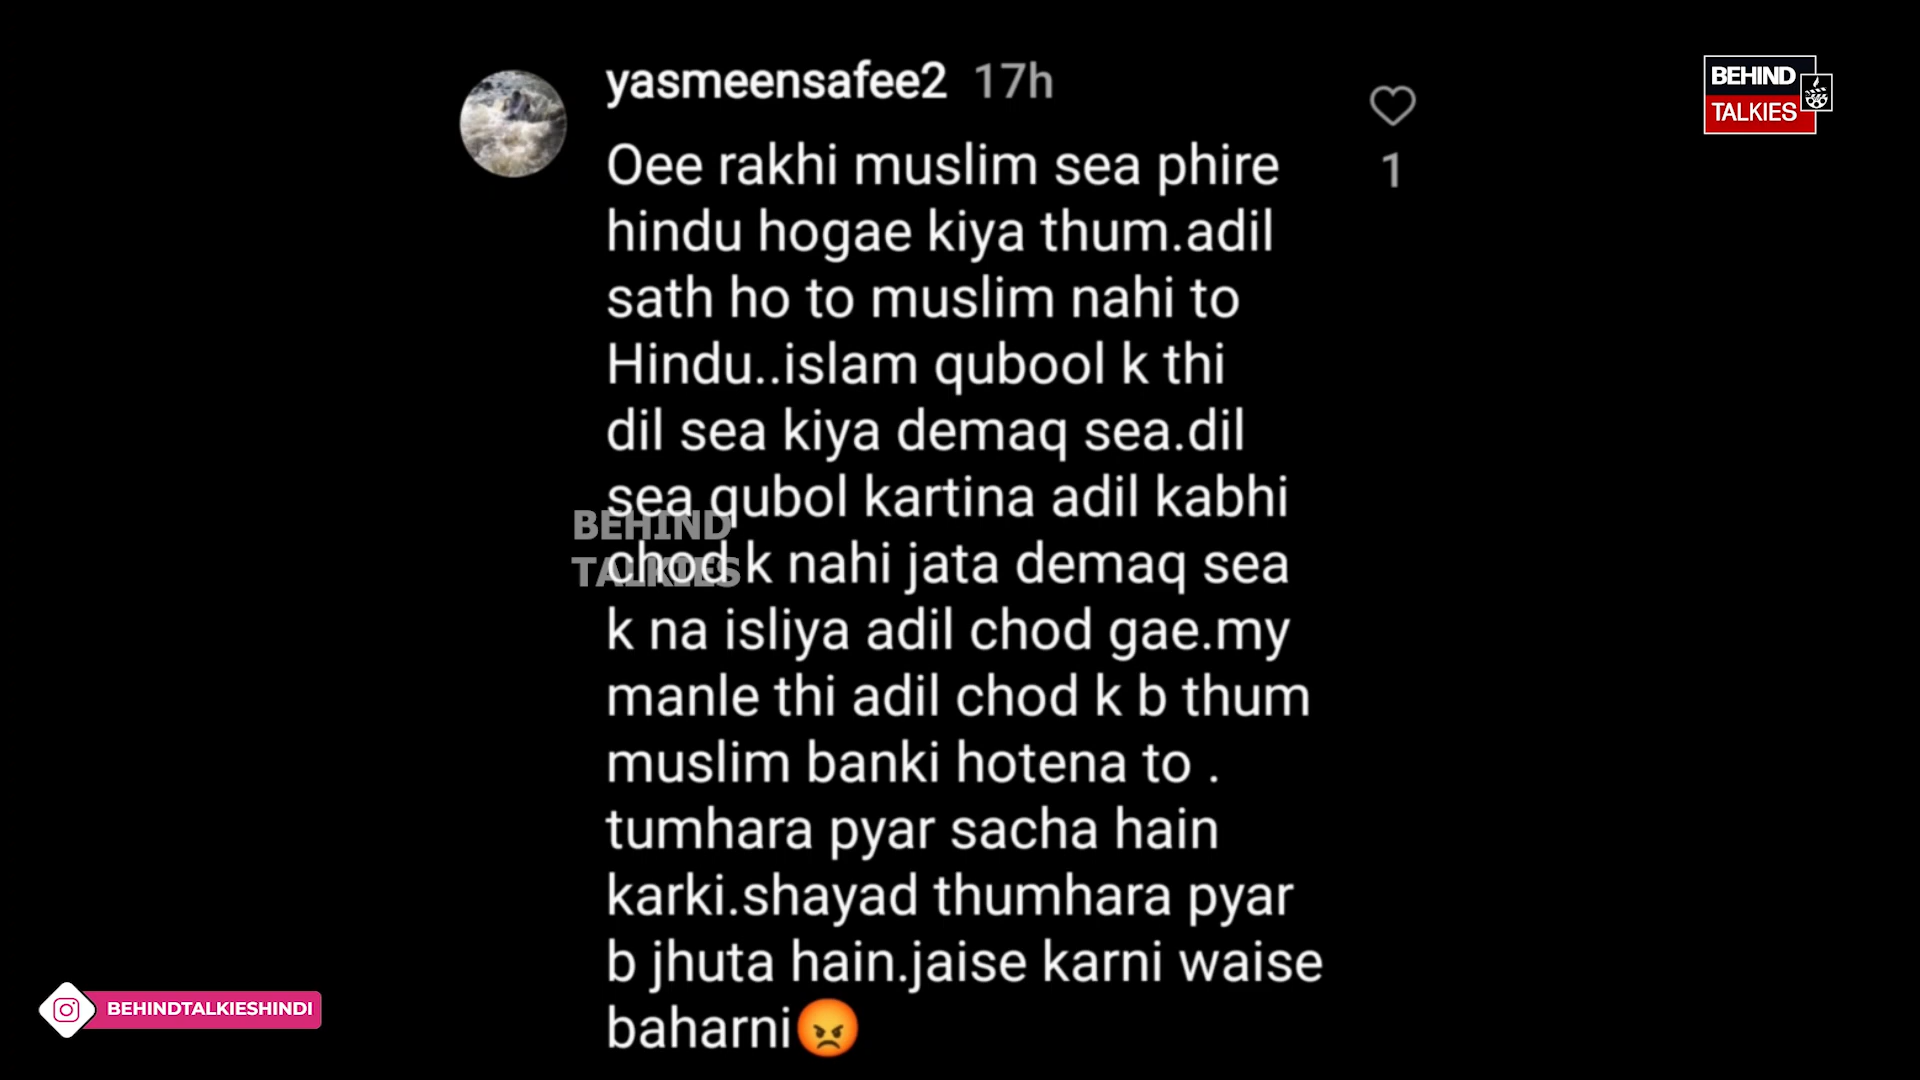 yasmeensafee2 17h
Oee rakhi muslim sea phire
hindu hogae kiya thum.adil
sath ho to muslim nahi to
Hindu..islam qubool k thi
dil sea kiya demaq sea.dil
sea qubol kartina adil kabhi
chod k nahi jata demaq sea
k na isliya adil chod gae.my
manle thi adil chod k b thum
muslim banki hotena to .
tumhara pyar sacha hain
karki.shayad thumhara pyar
b jhuta hain.jaise karni waise
baharni😡
1
BEHIND
TALKIES
BEHIND
TALKIES
BEHINDTALKIESHINDI